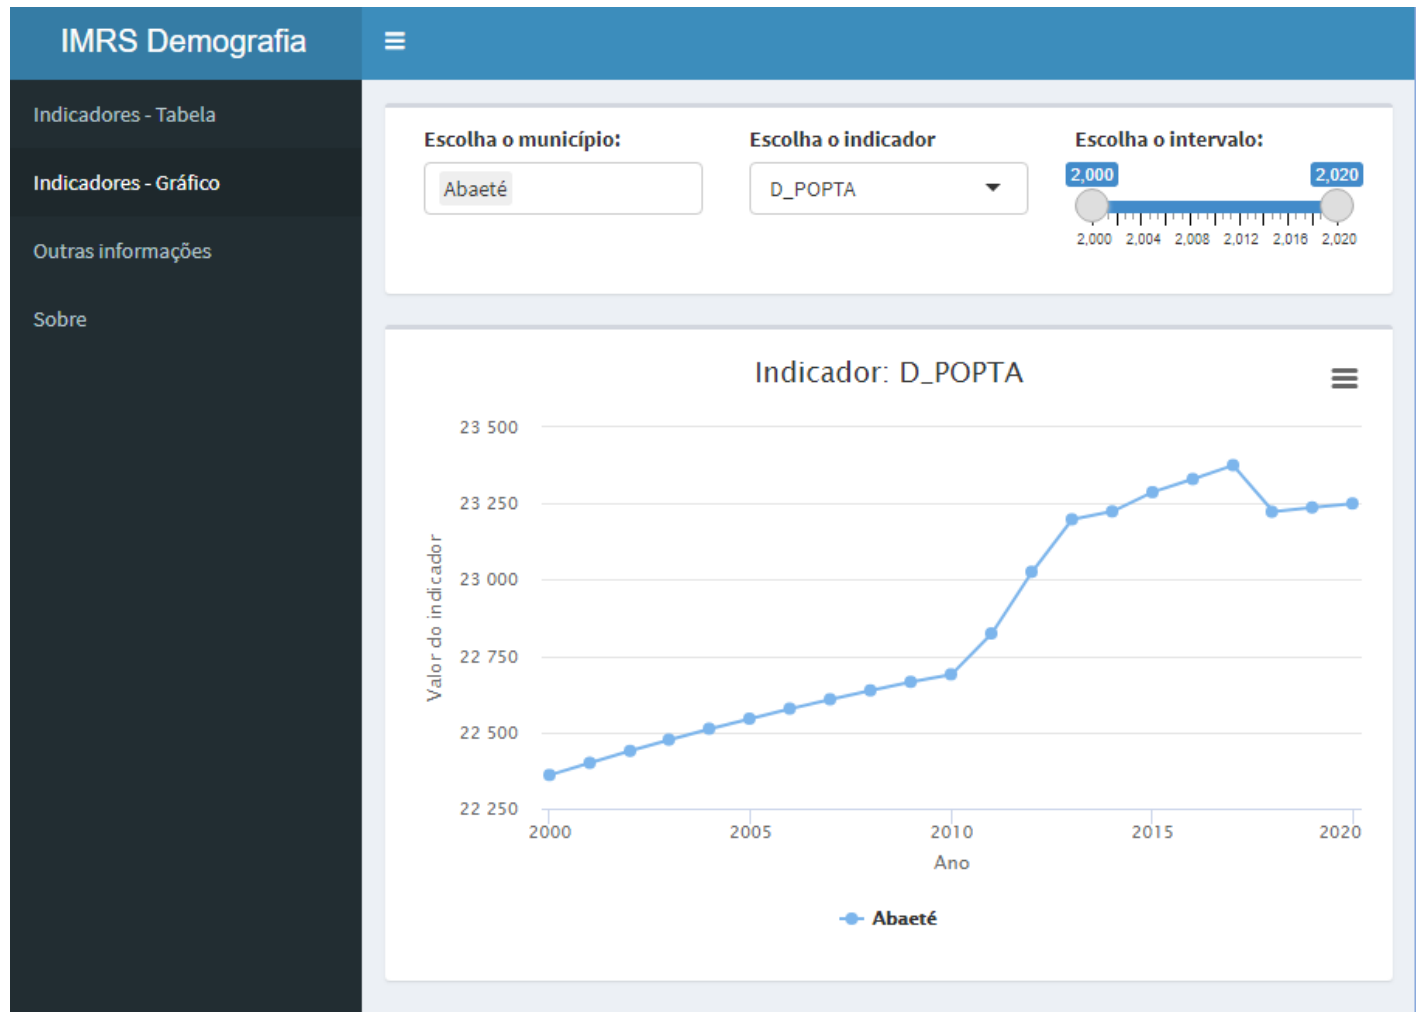 IMRS Demografia
Indicadores - Tabela
Indicadores - Gráfico
Outras informações
Sobre
Escolha o município:
Abaeté
Escolha o indicador
D_POPTA
Escolha o intervalo:
2,000 2,020
2,000 2,004 2,008 2,012 2,016 2,020
Indicador: D_POPTA
Valor do indicador
23 500
23 250
23 000
22 750
22 500
22 250
2000 2005 2010 2015 2020
Ano
Abaeté